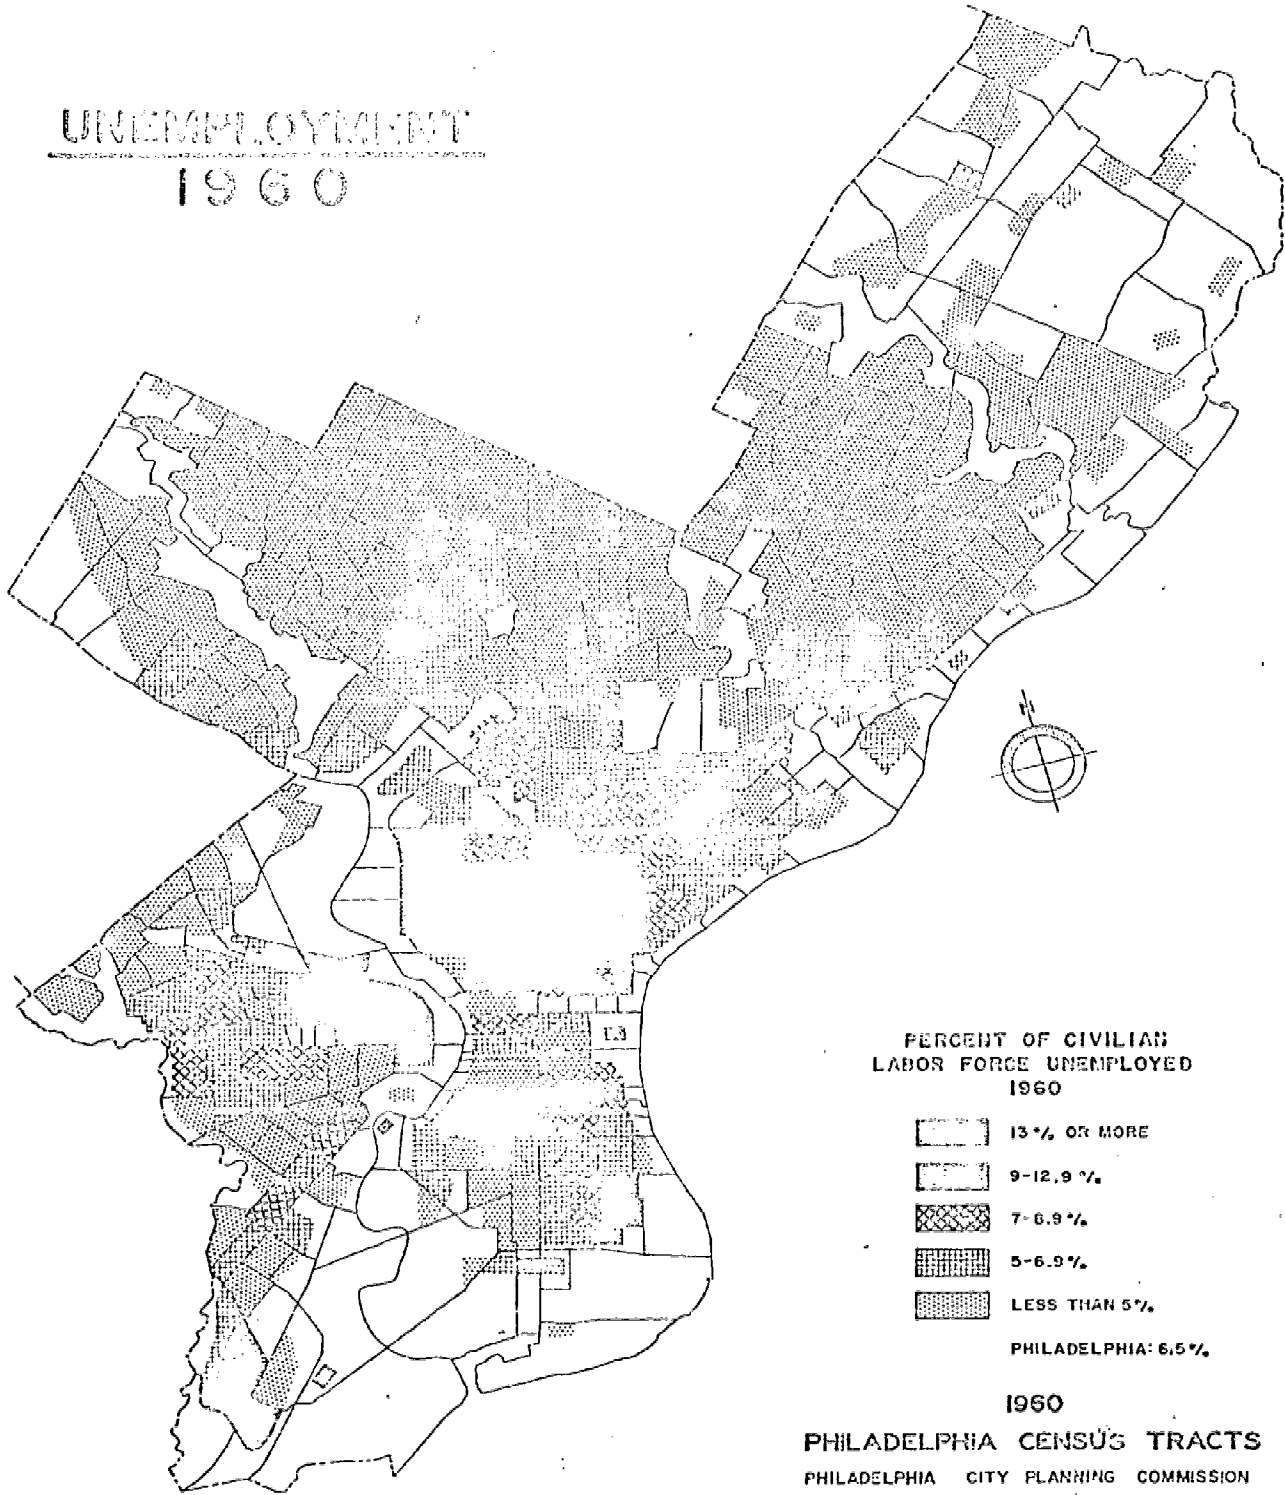 UNEMPLOYMENT
1960
N
PERCENT OF CIVILIAN
LABOR FORCE UNEMPLOYED
1960
13% OR MORE
9-12.9%
7-8.9%
5-6.9%
LESS THAN 5%
PHILADELPHIA: 6.5%
1960
PHILADELPHIA CENSUS TRACTS
PHILADELPHIA CITY PLANNING COMMISSION